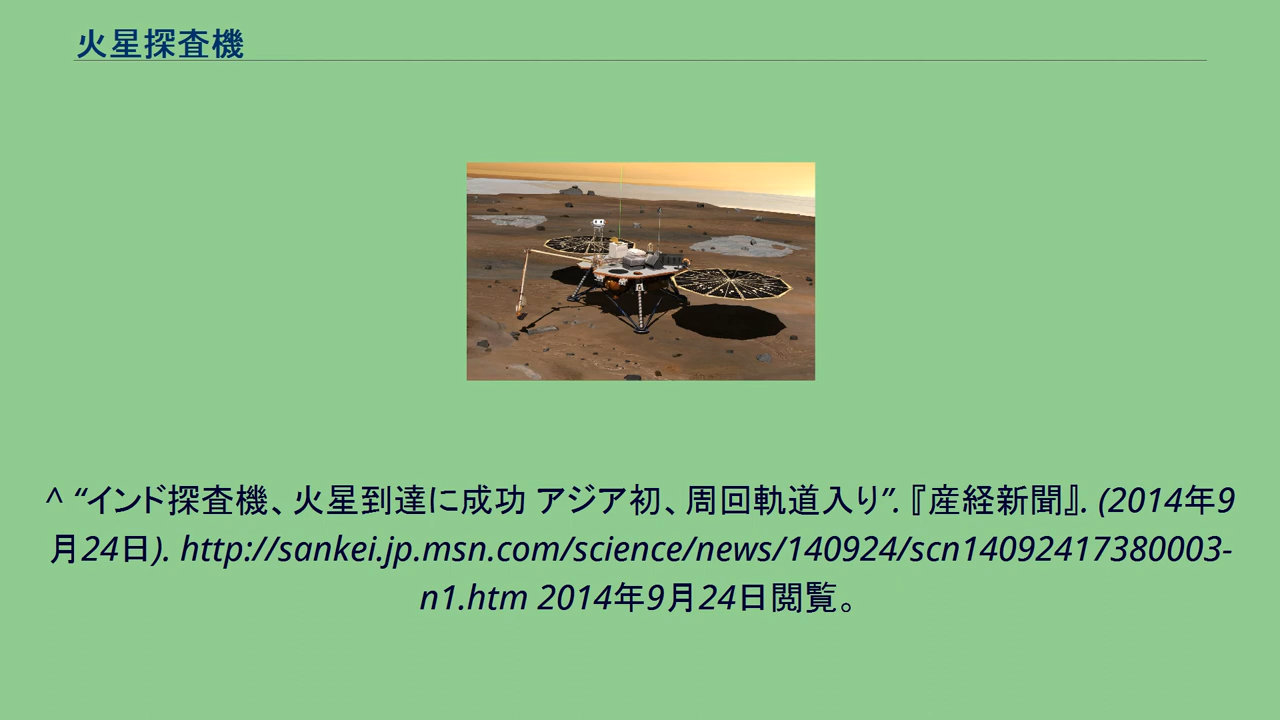 火星探査機
^ “インド探査機、火星到達に成功 アジア初、周回軌道入り”. 『産経新聞』. (2014年9
月24日). http://sankei.jp.msn.com/science/news/140924/scn14092417380003-
n1.htm 2014年9月24日閲覧。